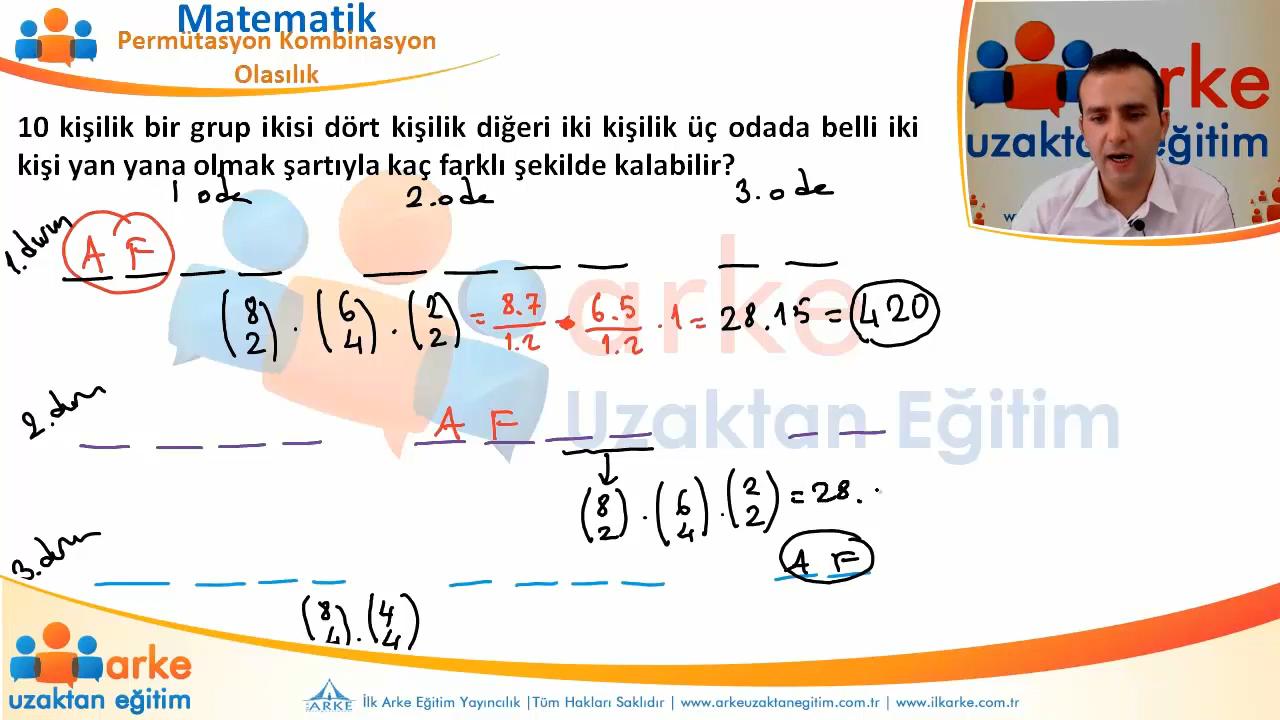 Matematik
Permütasyon Kombinasyon
Olasılık
arke
uzaktan eğitim
10 kişilik bir grup ikisi dört kişilik diğeri iki kişilik üç odada belli iki
kişi yan yana olmak şartıyla kaç farklı şekilde kalabilir?
1 oda 2.oda 3.oda
1.durum
A F
(8 2) . (6 4) . (2 2) = 8.7/1.2 . 6.5/1.2 . 1 = 28.15 = 420
arke
Uzaktan Eğitim
2.durum
A F
(8 2) . (6 4) . (2 2) = 28.
3.durum
A F
(8 4) . (4 4)
arke
uzaktan eğitim
ARKE
İlk Arke Eğitim Yayıncılık |Tüm Hakları Saklıdır | www.arkeuzaktanegitim.com.tr | www.ilkarke.com.tr